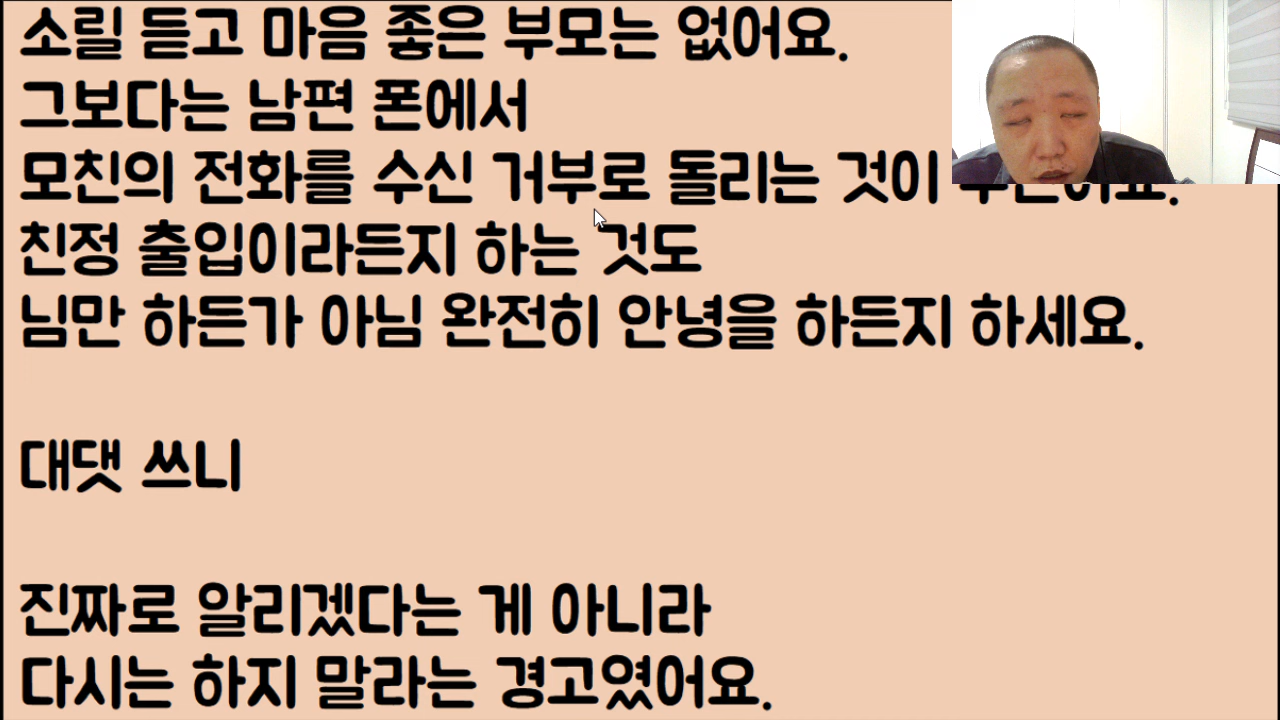 소릴 듣고 마음 좋은 부모는 없어요.
그보다는 남편 폰에서
모친의 전화를 수신 거부로 돌리는 것이
친정 출입이라든지 하는 것도
님만 하든가 아님 완전히 안녕을 하든지 하세요.
대댓 쓰니
진짜로 알리겠다는 게 아니라
다시는 하지 말라는 경고였어요.